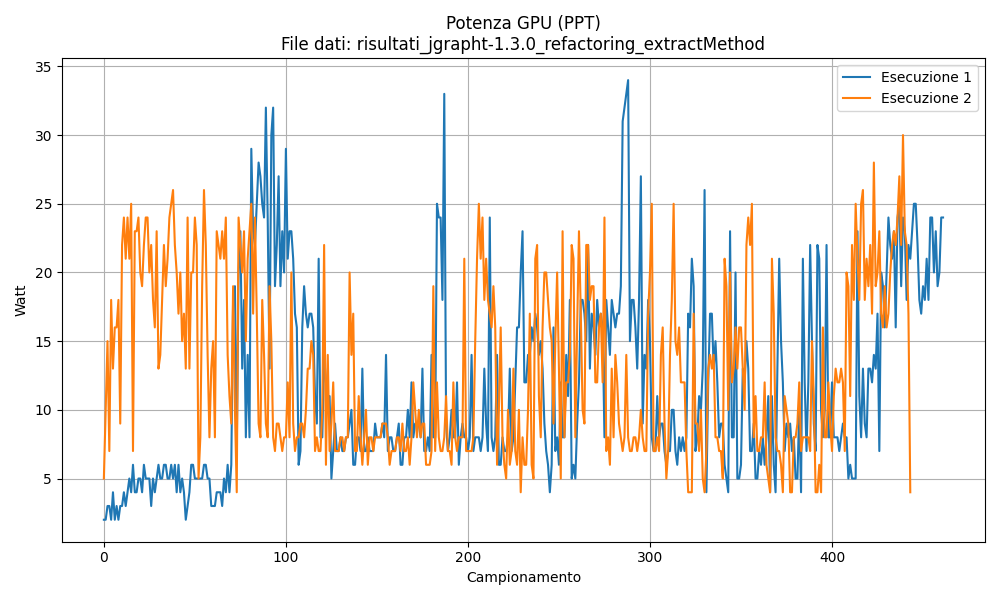 Potenza GPU (PPT)
File dati: risultati_jgrapht-1.3.0_refactoring_extractMethod
Esecuzione 1
Esecuzione 2
Watt
35
30
25
20
15
10
5
0
100
200
300
400
Campionamento